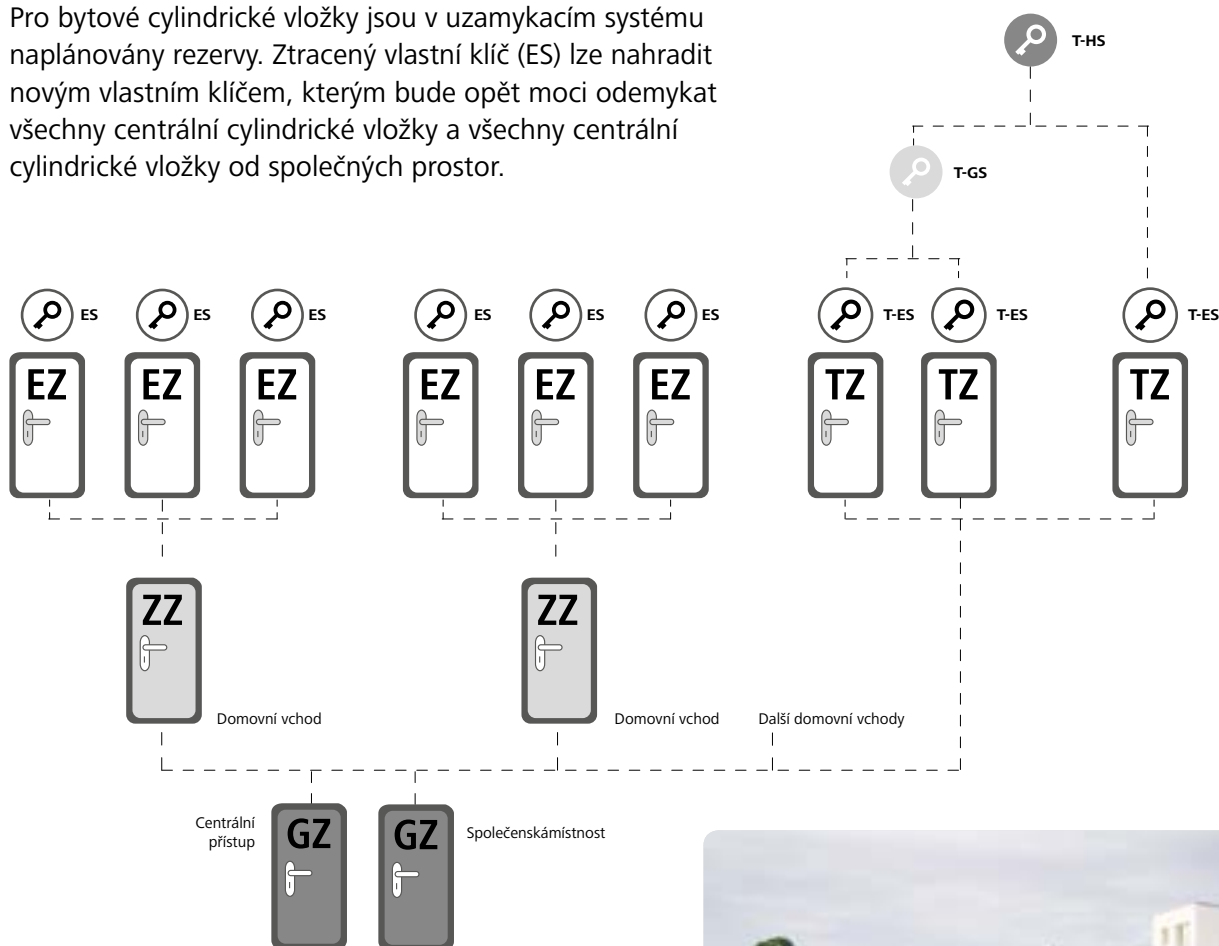 Pro bytové cylindrické vložky jsou v uzamykacím systému
naplánovány rezervy. Ztracený vlastní klíč (ES) lze nahradit
novým vlastním klíčem, kterým bude opět moci odemykat
všechny centrální cylindrické vložky a všechny centrální
cylindrické vložky od společných prostor.
T-HS
T-GS
ES ES ES ES ES ES T-ES T-ES T-ES
EZ EZ EZ EZ EZ EZ TZ TZ TZ
ZZ ZZ
Domovní vchod Domovní vchod Další domovní vchody
Centrální
přístup
GZ GZ
Společenskámístnost